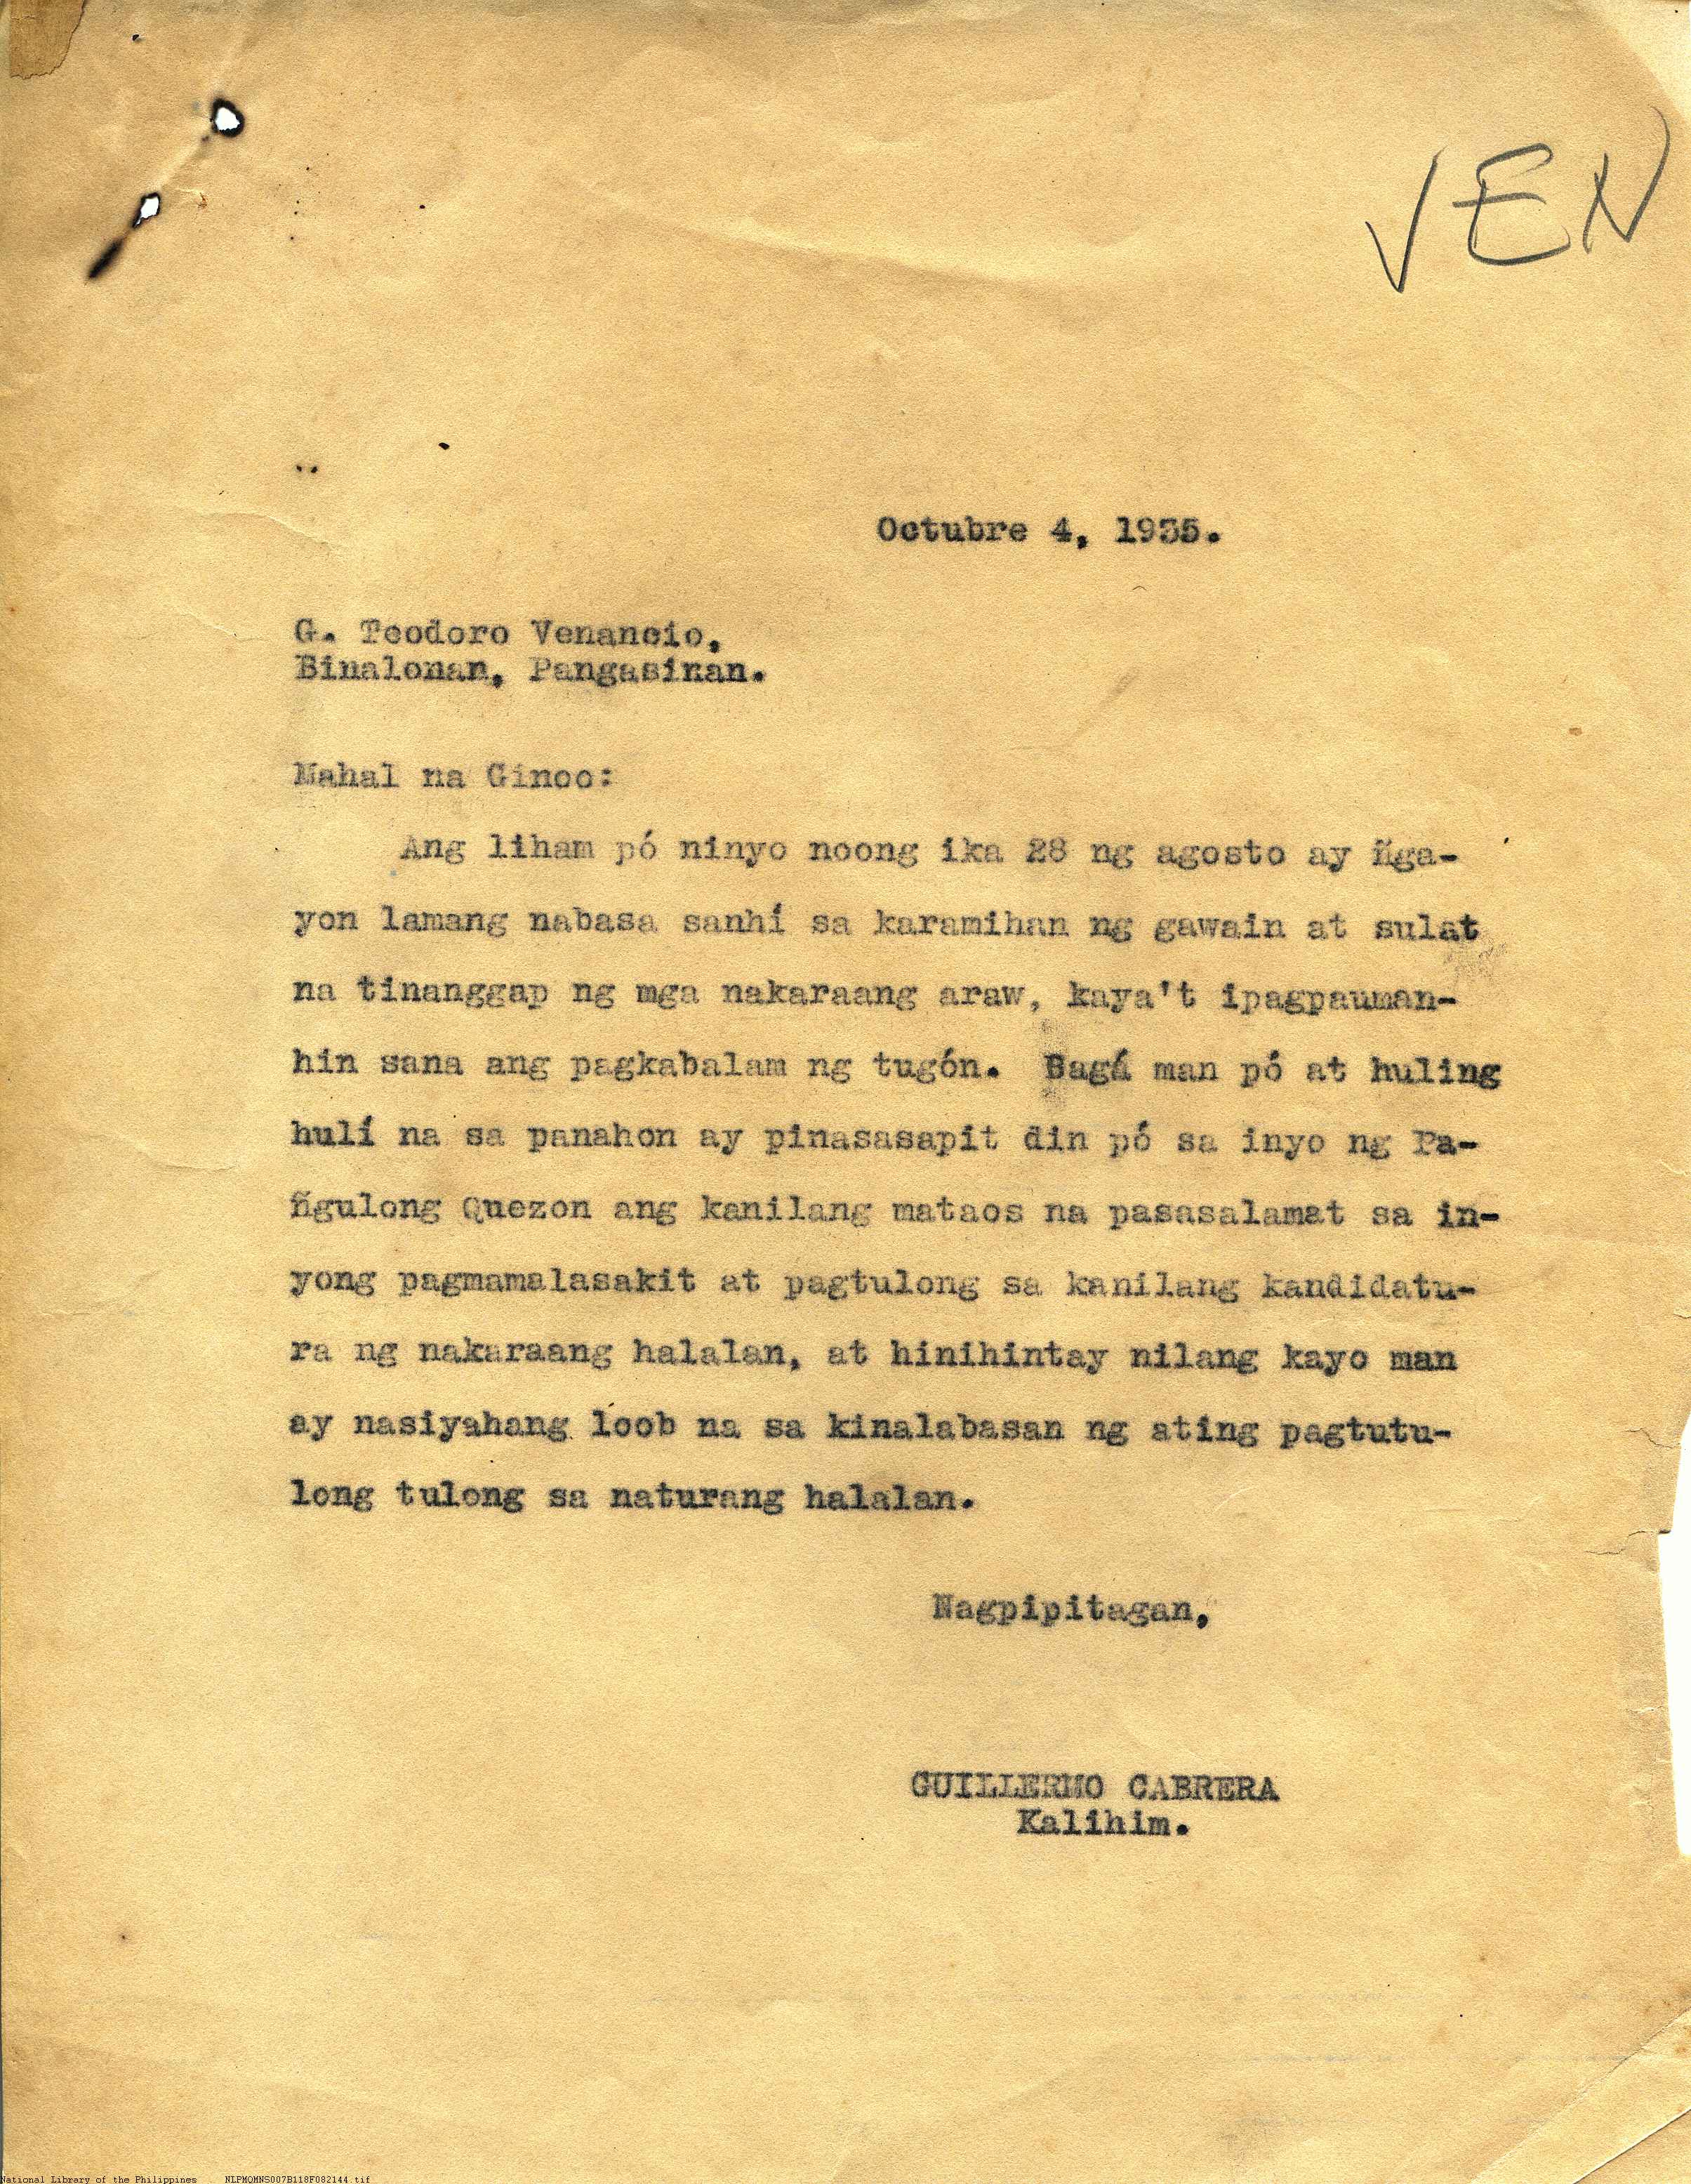 VEN
Octubre 4, 1935.
G. Teodoro Venancio,
Binalonan, Pangasinan.
Mahal na Ginoo:
Ang liham pó ninyo noong ika 28 ng agosto ay ñga-
yon lamang nabasa sanhí sa karamihan ng gawain at sulat
na tinanggap ng mga nakaraang araw, kaya't ipagpauman-
hin sana ang pagkabalam ng tugón. Bagá man pó at huling
hulí na sa panahon ay pinasasapit din pó sa inyo ng Pa-
ñgulong Quezon ang kanilang mataos na pasasalamat sa in-
yong pagmamalasakit at pagtulong sa kanilang kandidatu-
ra ng nakaraang halalan, at hinihintay nilang kayo man
ay nasiyahang loob na sa kinalabasan ng ating pagtutu-
long tulong sa naturang halalan.
Nagpipitagan,
GUILLERMO CABRERA
Kalihim.
National Library of the Philippines NLPMQMNS007B118F082144.tif